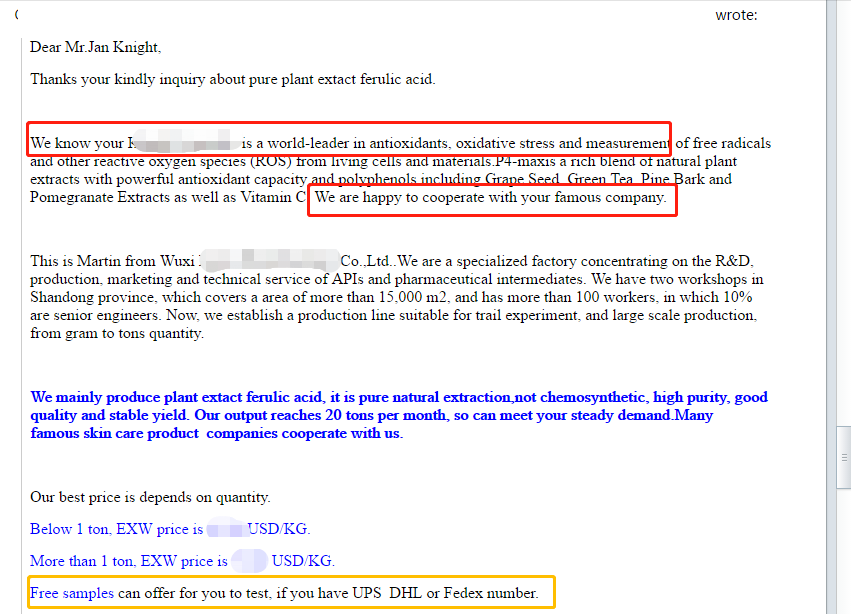 wrote:
Dear Mr.Jan Knight,
Thanks your kindly inquiry about pure plant extact ferulic acid.
We know your is a world-leader in antioxidants, oxidative stress and measurement of free radicals
and other reactive oxygen species (ROS) from living cells and materials.P4-maxis a rich blend of natural plant
extracts with powerful antioxidant capacity and polyphenols including Grape Seed, Green Tea, Pine Bark and
Pomegranate Extracts as well as Vitamin C. We are happy to cooperate with your famous company.
This is Martin from Wuxi Co.,Ltd..We are a specialized factory concentrating on the R&D,
production, marketing and technical service of APIs and pharmaceutical intermediates. We have two workshops in
Shandong province, which covers a area of more than 15,000 m2, and has more than 100 workers, in which 10%
are senior engineers. Now, we establish a production line suitable for trail experiment, and large scale production,
from gram to tons quantity.
We mainly produce plant extact ferulic acid, it is pure natural extraction,not chemosynthetic, high purity, good
quality and stable yield. Our output reaches 20 tons per month, so can meet your steady demand.Many
famous skin care product companies cooperate with us.
Our best price is depends on quantity.
Below 1 ton, EXW price is USD/KG.
More than 1 ton, EXW price is USD/KG.
Free samples can offer for you to test, if you have UPS DHL or Fedex number.